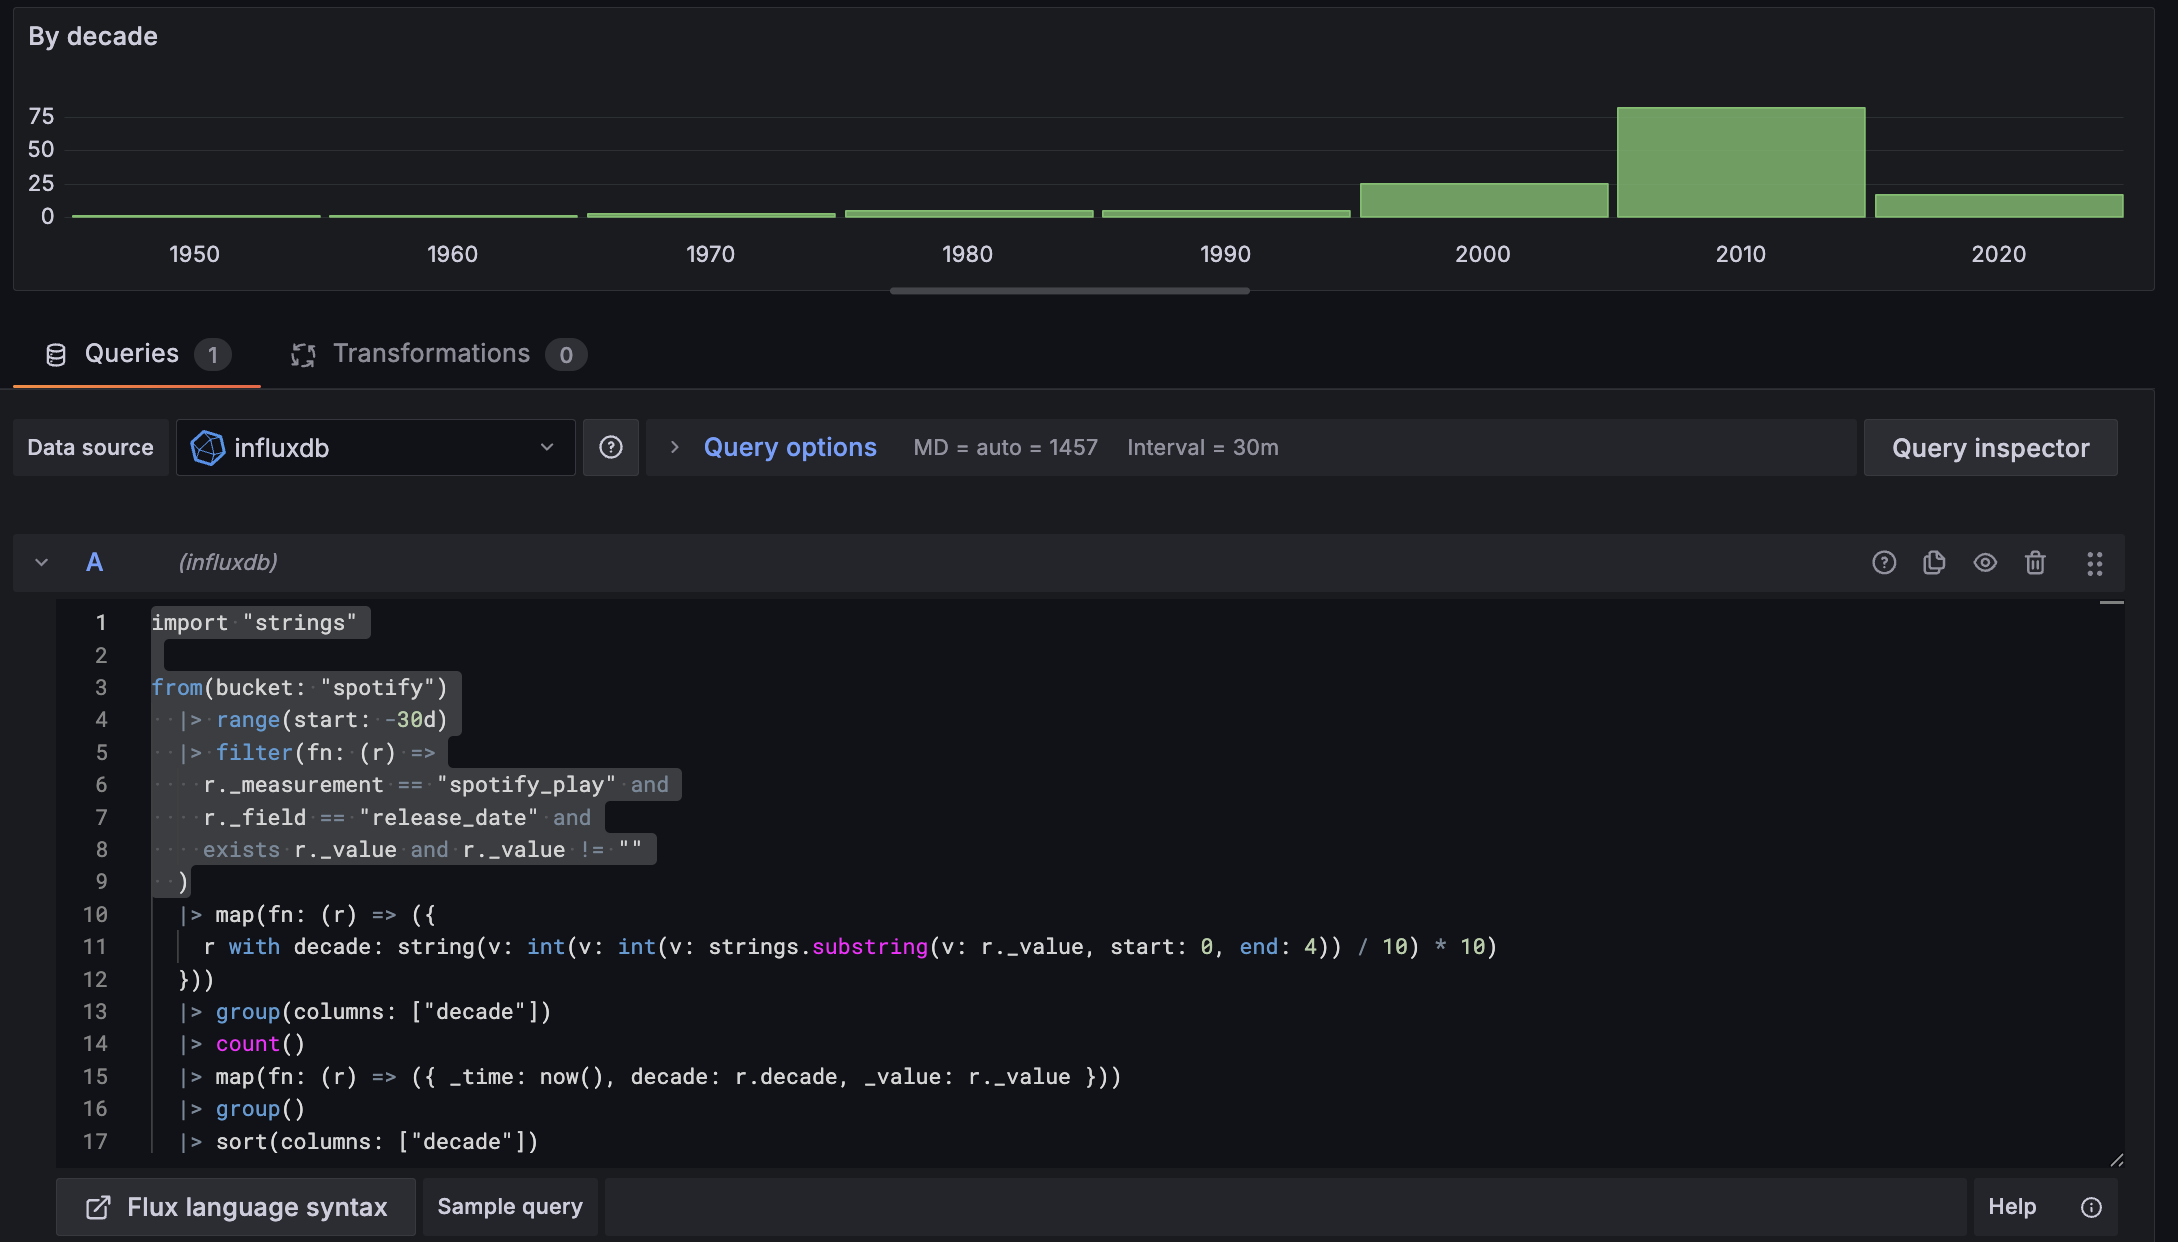 By decade
75
50
25
0
1950 1960 1970 1980 1990 2000 2010 2020
Queries 1 Transformations 0
Data source influxdb Query options MD = auto = 1457 Interval = 30m Query inspector
A (influxdb)
1 import "strings"
2
3 from(bucket: "spotify")
4   |> range(start: -30d)
5   |> filter(fn: (r) =>
6     r._measurement == "spotify_play" and
7     r._field == "release_date" and
8     exists r._value and r._value != ""
9   )
10   |> map(fn: (r) => ({
11     r with decade: string(v: int(v: int(v: strings.substring(v: r._value, start: 0, end: 4)) / 10) * 10)
12   }))
13   |> group(columns: ["decade"])
14   |> count()
15   |> map(fn: (r) => ({ _time: now(), decade: r.decade, _value: r._value }))
16   |> group()
17   |> sort(columns: ["decade"])
Flux language syntax Sample query Help